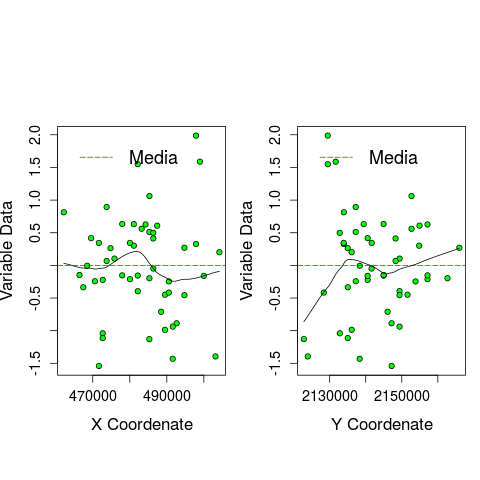 Variable Data
2.0
1.5
1.0
0.5
-0.5
-1.5
Media
470000 490000
X Coordenate
Variable Data
2.0
1.5
1.0
0.5
-0.5
-1.5
Media
2130000 2150000
Y Coordenate